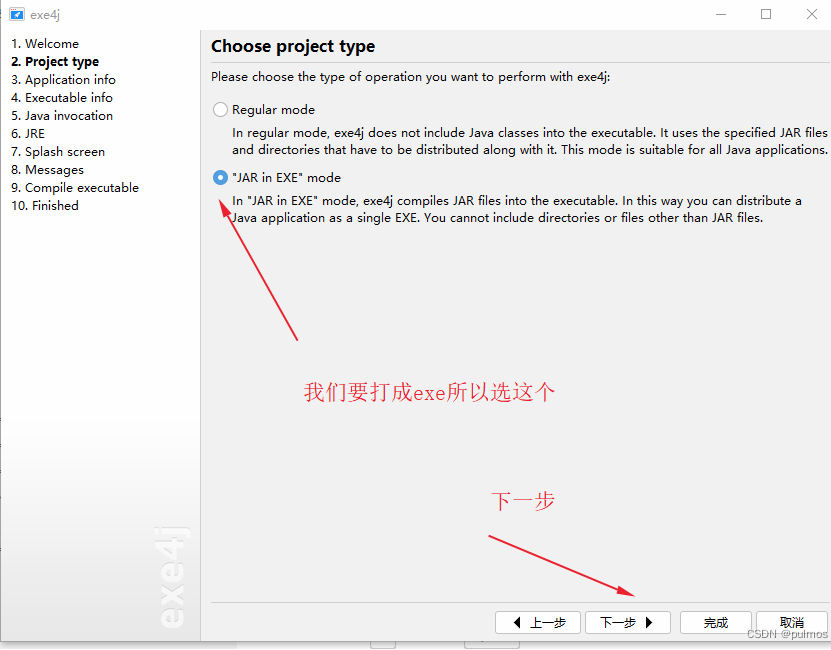 exe4j
1. Welcome
2. Project type
3. Application info
4. Executable info
5. Java invocation
6. JRE
7. Splash screen
8. Messages
9. Compile executable
10. Finished
exe4j
Choose project type
Please choose the type of operation you want to perform with exe4j:
Regular mode
In regular mode, exe4j does not include Java classes into the executable. It uses the specified JAR files
and directories that have to be distributed along with it. This mode is suitable for all Java applications.
"JAR in EXE" mode
In "JAR in EXE" mode, exe4j compiles JAR files into the executable. In this way you can distribute a
Java application as a single EXE. You cannot include directories or files other than JAR files.
我们要打成exe所以选这个
下一步
上一步
下一步
完成
取消
CSDN @pulmos